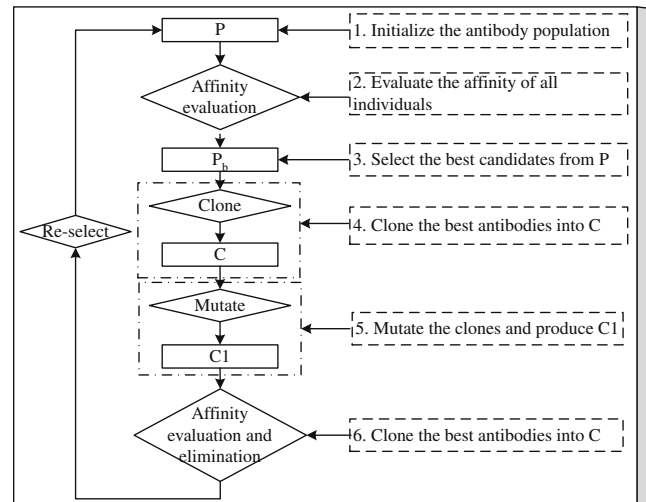 P
1. Initialize the antibody population
Affinity
evaluation
2. Evaluate the affinity of all
individuals
Pb
3. Select the best candidates from P
Clone
Re-select
4. Clone the best antibodies into C
C
Mutate
5. Mutate the clones and produce C1
C1
Affinity
evaluation and
elimination
6. Clone the best antibodies into C